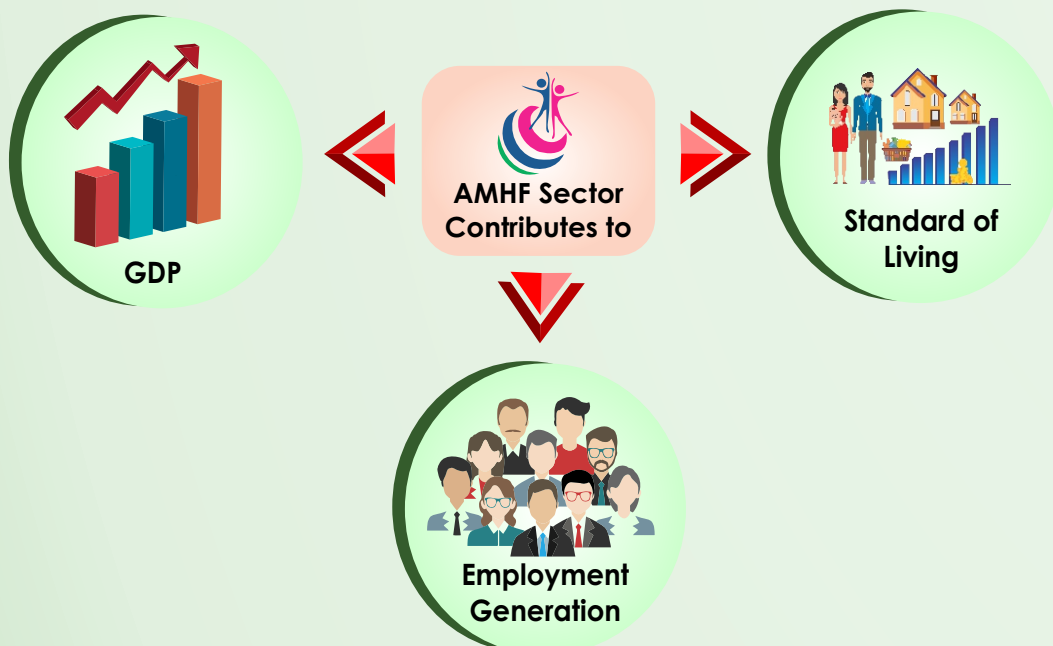 AMHF Sector
Contributes to
GDP
Standard of
Living
Employment
Generation